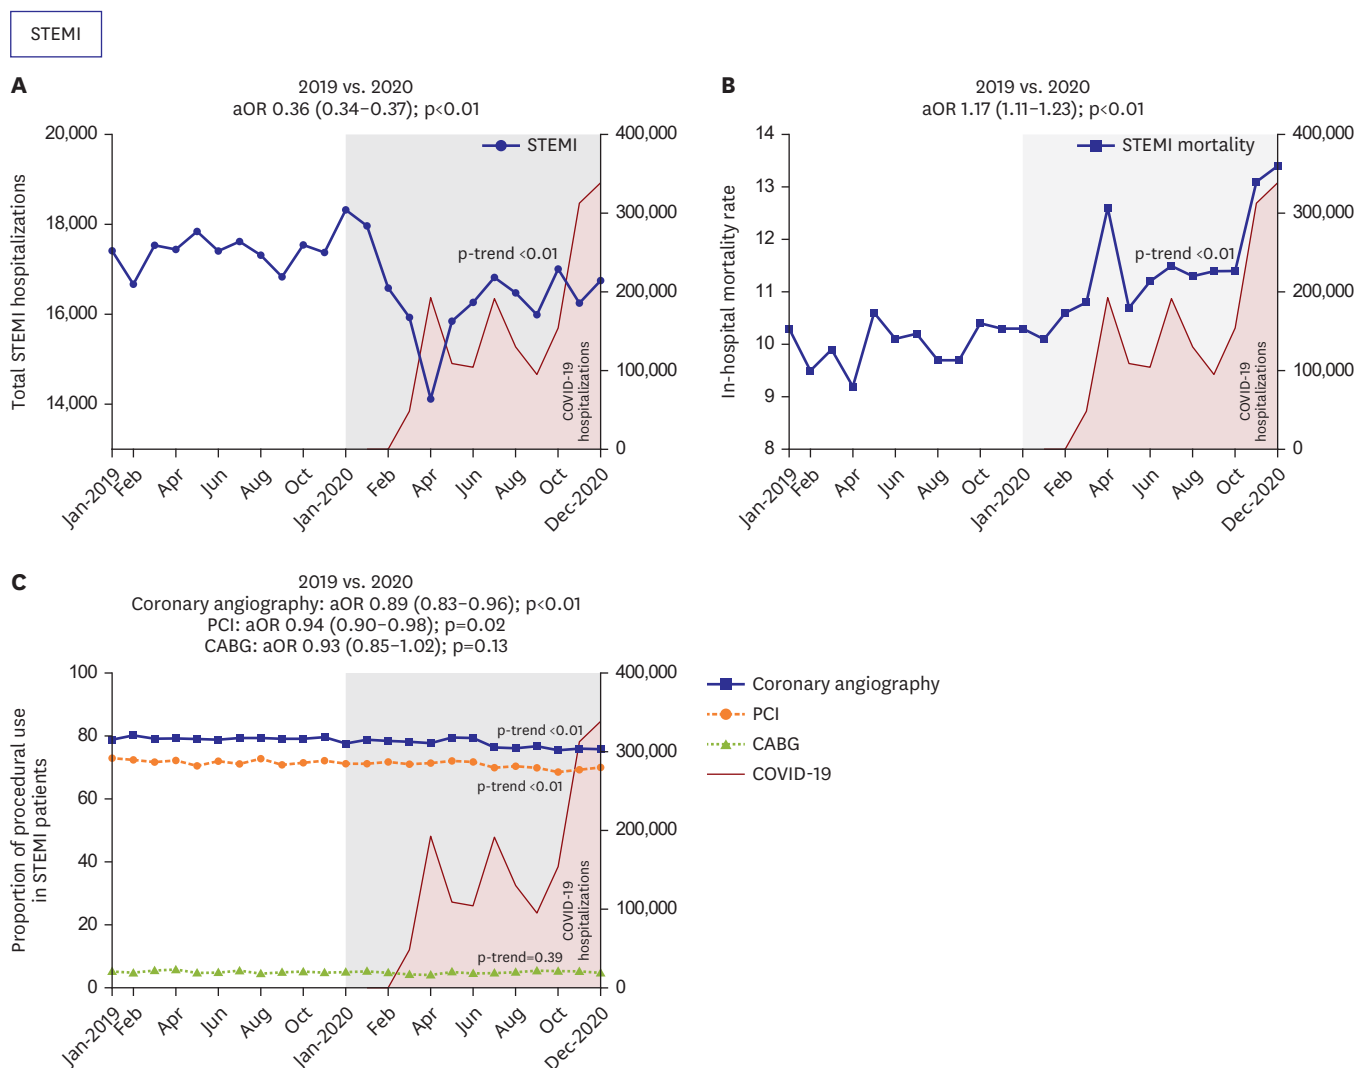 STEMI
A
2019 vs. 2020
aOR 0.36 (0.34–0.37); p<0.01
Total STEMI hospitalizations
20,000
18,000
16,000
14,000
STEMI
p-trend <0.01
COVID-19
hospitalizations
400,000
300,000
200,000
100,000
0
Jan-2019
Feb
Apr
Jun
Aug
Oct
Jan-2020
Feb
Apr
Jun
Aug
Oct
Dec-2020
B
2019 vs. 2020
aOR 1.17 (1.11–1.23); p<0.01
In-hospital mortality rate
14
13
12
11
10
9
8
STEMI mortality
p-trend <0.01
COVID-19
hospitalizations
400,000
300,000
200,000
100,000
0
Jan-2019
Feb
Apr
Jun
Aug
Oct
Jan-2020
Feb
Apr
Jun
Aug
Oct
Dec-2020
C
2019 vs. 2020
Coronary angiography: aOR 0.89 (0.83–0.96); p<0.01
PCI: aOR 0.94 (0.90–0.98); p=0.02
CABG: aOR 0.93 (0.85–1.02); p=0.13
Proportion of procedural use
in STEMI patients
100
80
60
40
20
0
p-trend <0.01
p-trend <0.01
p-trend=0.39
COVID-19
hospitalizations
400,000
300,000
200,000
100,000
0
Jan-2019
Feb
Apr
Jun
Aug
Oct
Jan-2020
Feb
Apr
Jun
Aug
Oct
Dec-2020
Coronary angiography
PCI
CABG
COVID-19